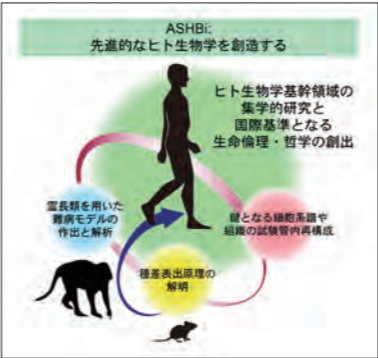 ASHBi:
先進的なヒト生物学を創造する
ヒト生物学基幹領域の
集学的研究と
国際基準となる
生命倫理・哲学の創出
霊長類を用いた
難病モデルの
作出と解析
鍵となる細胞系譜や
組織の試験管内再構成
種差表出原理の
解明